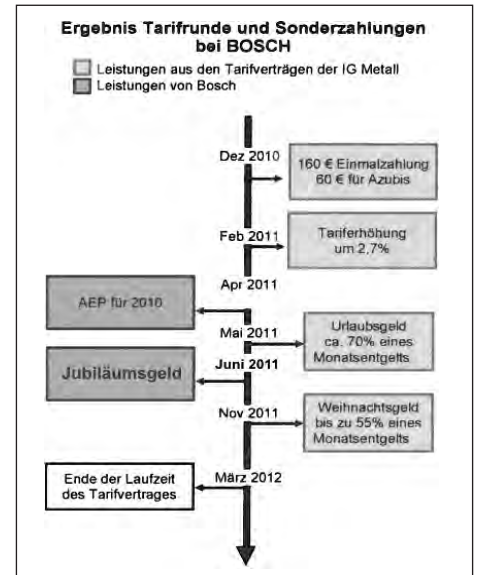 Ergebnis Tarifrunde und Sonderzahlungen
bei BOSCH
Leistungen aus den Tarifverträgen der IG Metall
Leistungen von Bosch
Dez 2010
160 € Einmalzahlung
60 € für Azubis
Feb 2011
Tariferhöhung
um 2,7%
Apr 2011
AEP für 2010
Mai 2011
Urlaubsgeld
ca. 70% eines
Monatsentgelts
Juni 2011
Jubiläumsgeld
Nov 2011
Weihnachtsgeld
bis zu 55% eines
Monatsentgelts
März 2012
Ende der Laufzeit
des Tarifvertrages